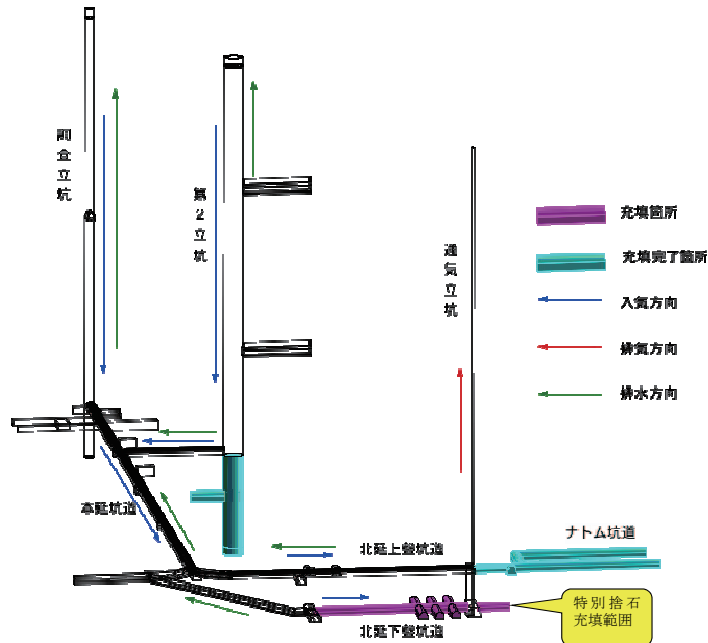 調査立坑
第2立坑
通気立坑
充填箇所
充填完了箇所
入気方向
排気方向
排水方向
本延坑道
北延上盤坑道
ナトム坑道
特別捨石
充填範囲
北延下盤坑道